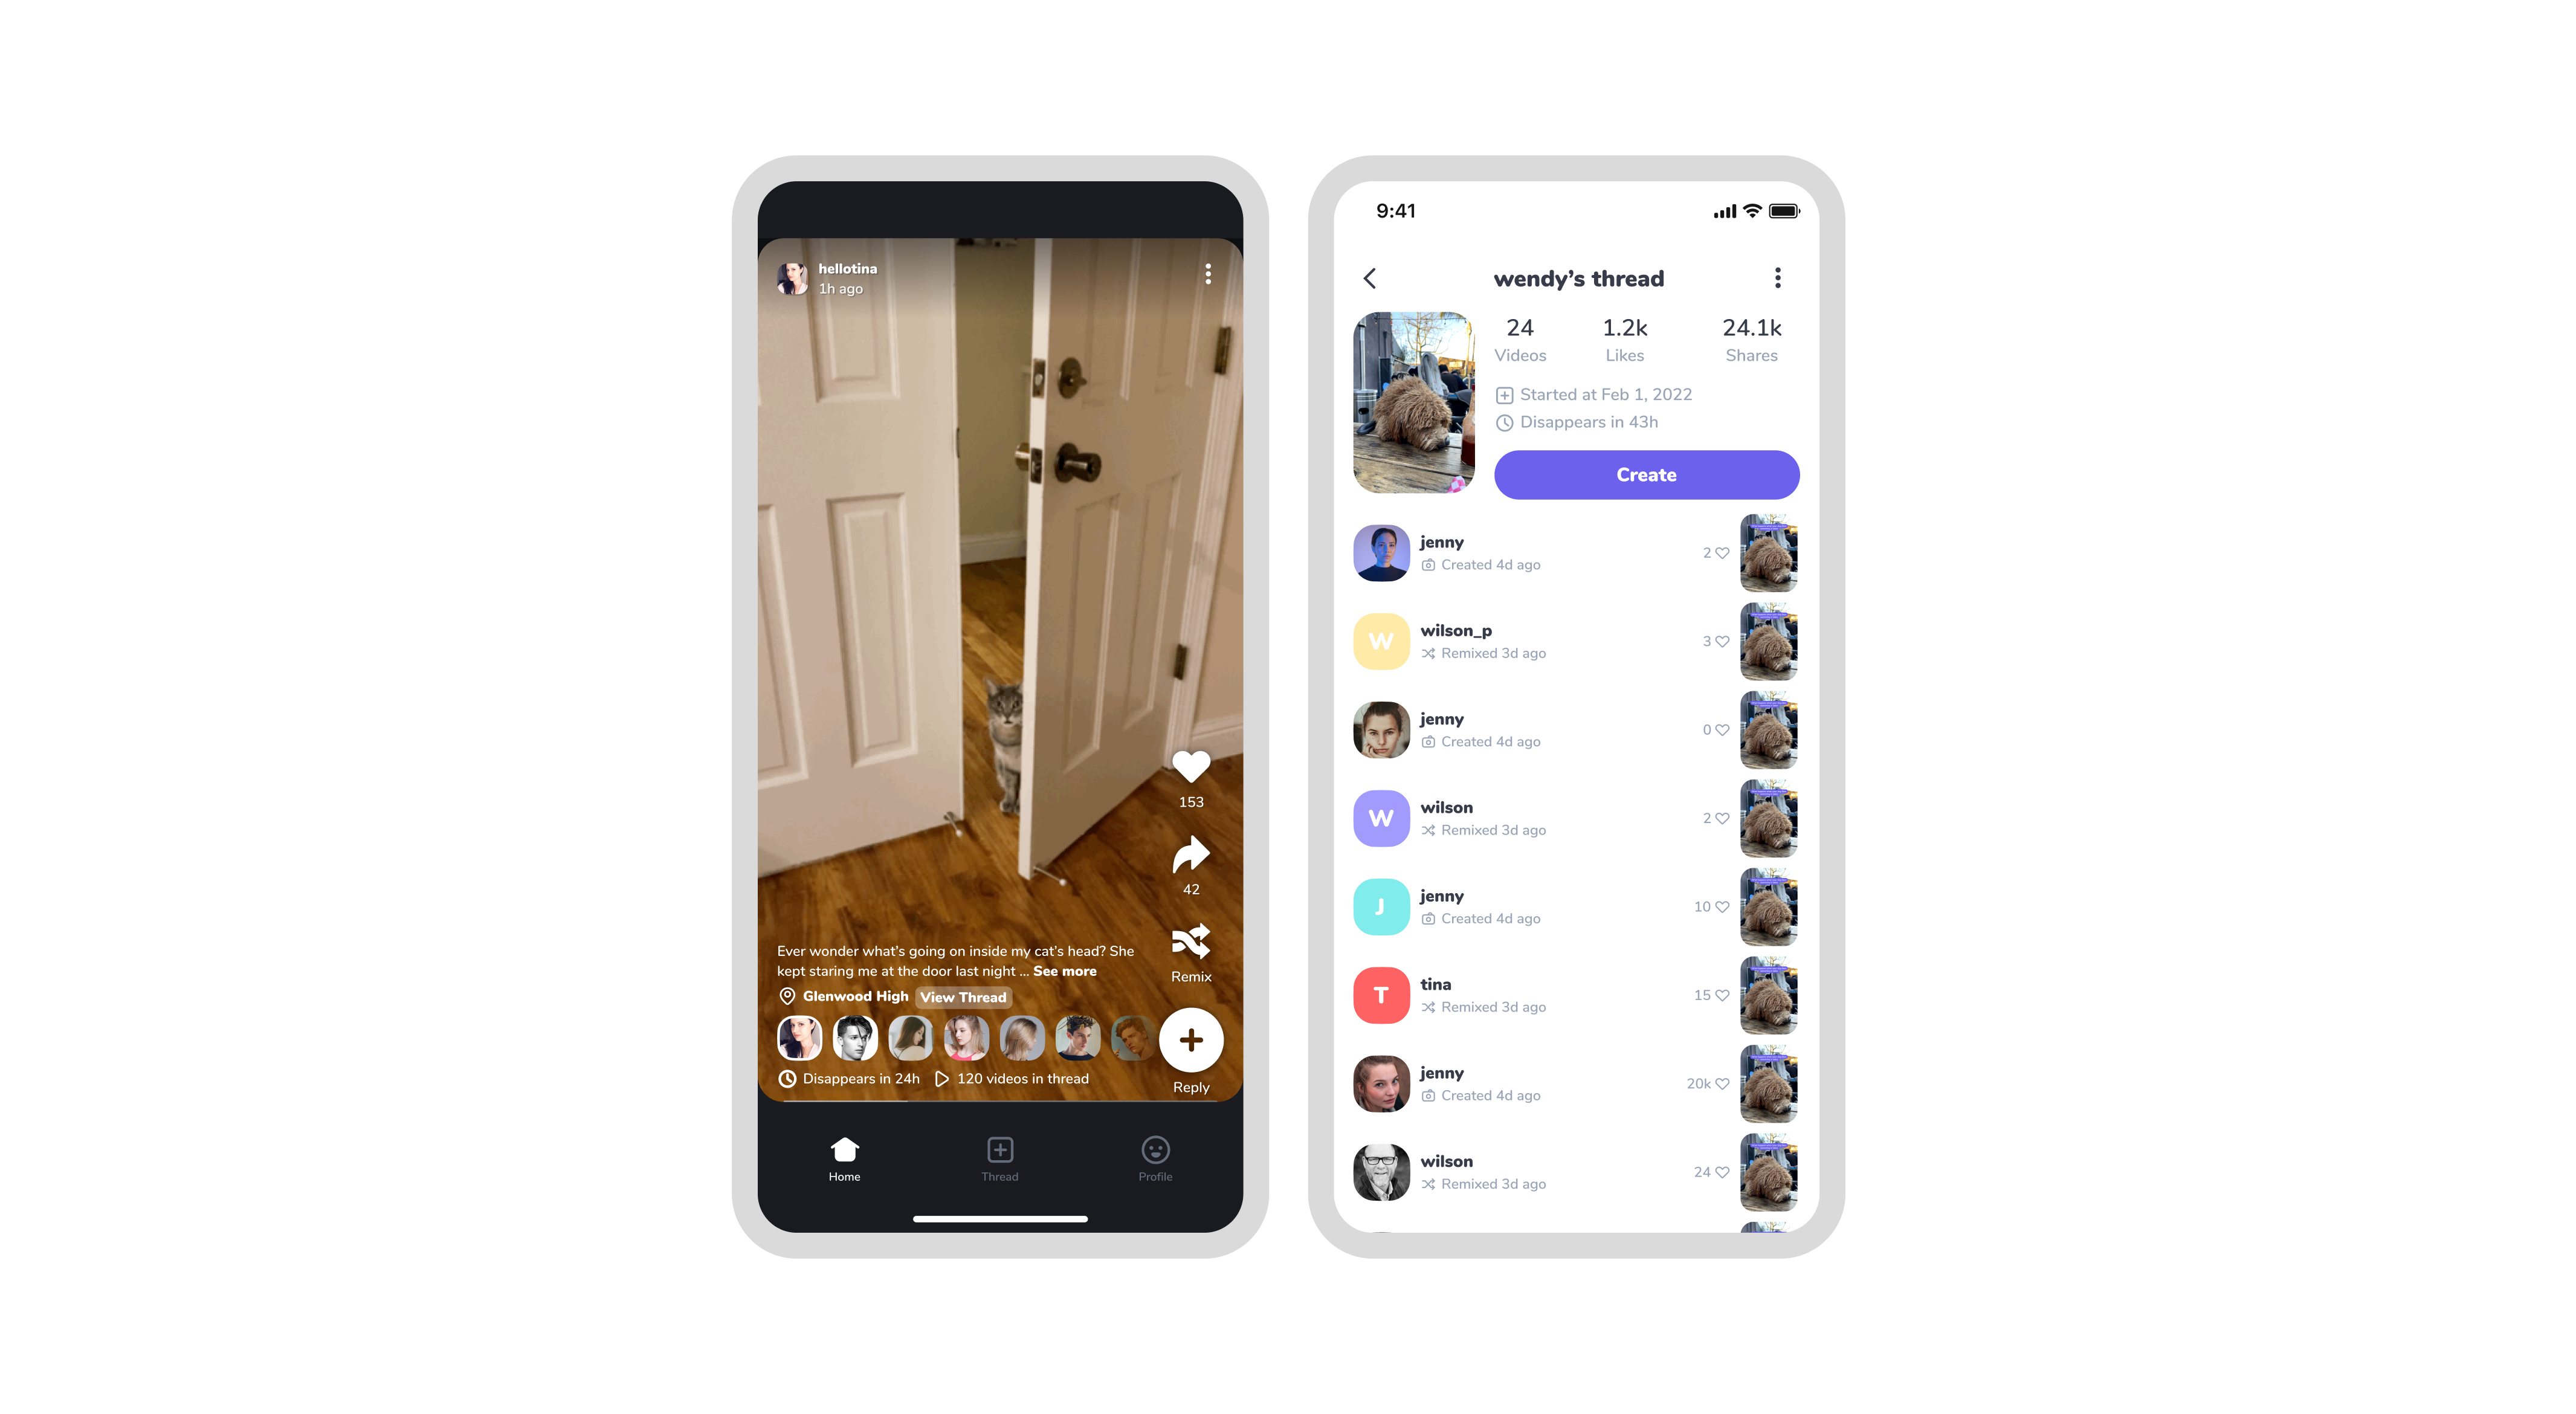 hellotina
1h ago
153
42
Remix
Ever wonder what's going on inside my cat's head? She
kept staring me at the door last night ... See more
Glenwood High View Thread
Disappears in 24h 120 videos in thread
Reply
Home Thread Profile
9:41
wendy's thread
24 1.2k 24.1k
Videos Likes Shares
Started at Feb 1, 2022
Disappears in 43h
Create
jenny
Created 4d ago
2
W
wilson_p
Remixed 3d ago
3
jenny
Created 4d ago
0
W
wilson
Remixed 3d ago
2
J
jenny
Created 4d ago
10
T
tina
Remixed 3d ago
15
jenny
Created 4d ago
20k
wilson
Remixed 3d ago
24